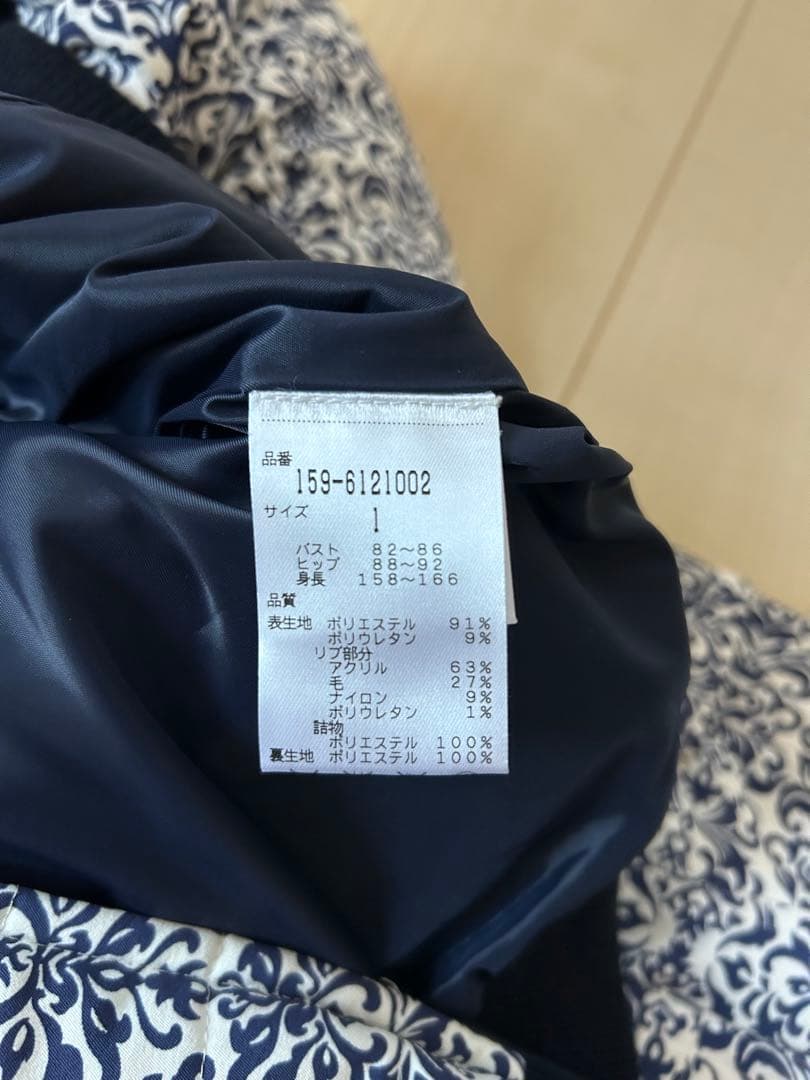 品番
159-6121002
サイズ
1
バスト 82〜86
ヒップ 88〜92
身長 158〜166
品質
表生地 ポリエステル 91%
ポリウレタン 9%
リブ部分
アクリル 63%
毛 27%
ナイロン 9%
ポリウレタン 1%
詰物
ポリエステル 100%
裏生地 ポリエステル 100%